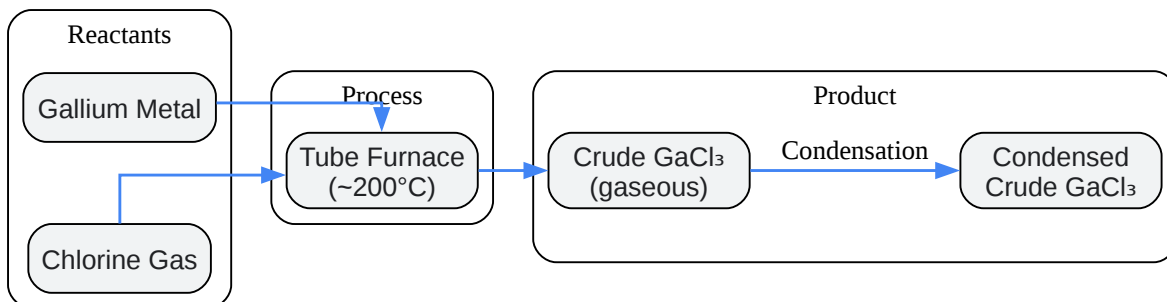 Reactants
Gallium Metal
Chlorine Gas
Process
Tube Furnace
(~200°C)
Product
Crude GaCl₃
(gaseous)
Condensation
Condensed
Crude GaCl₃